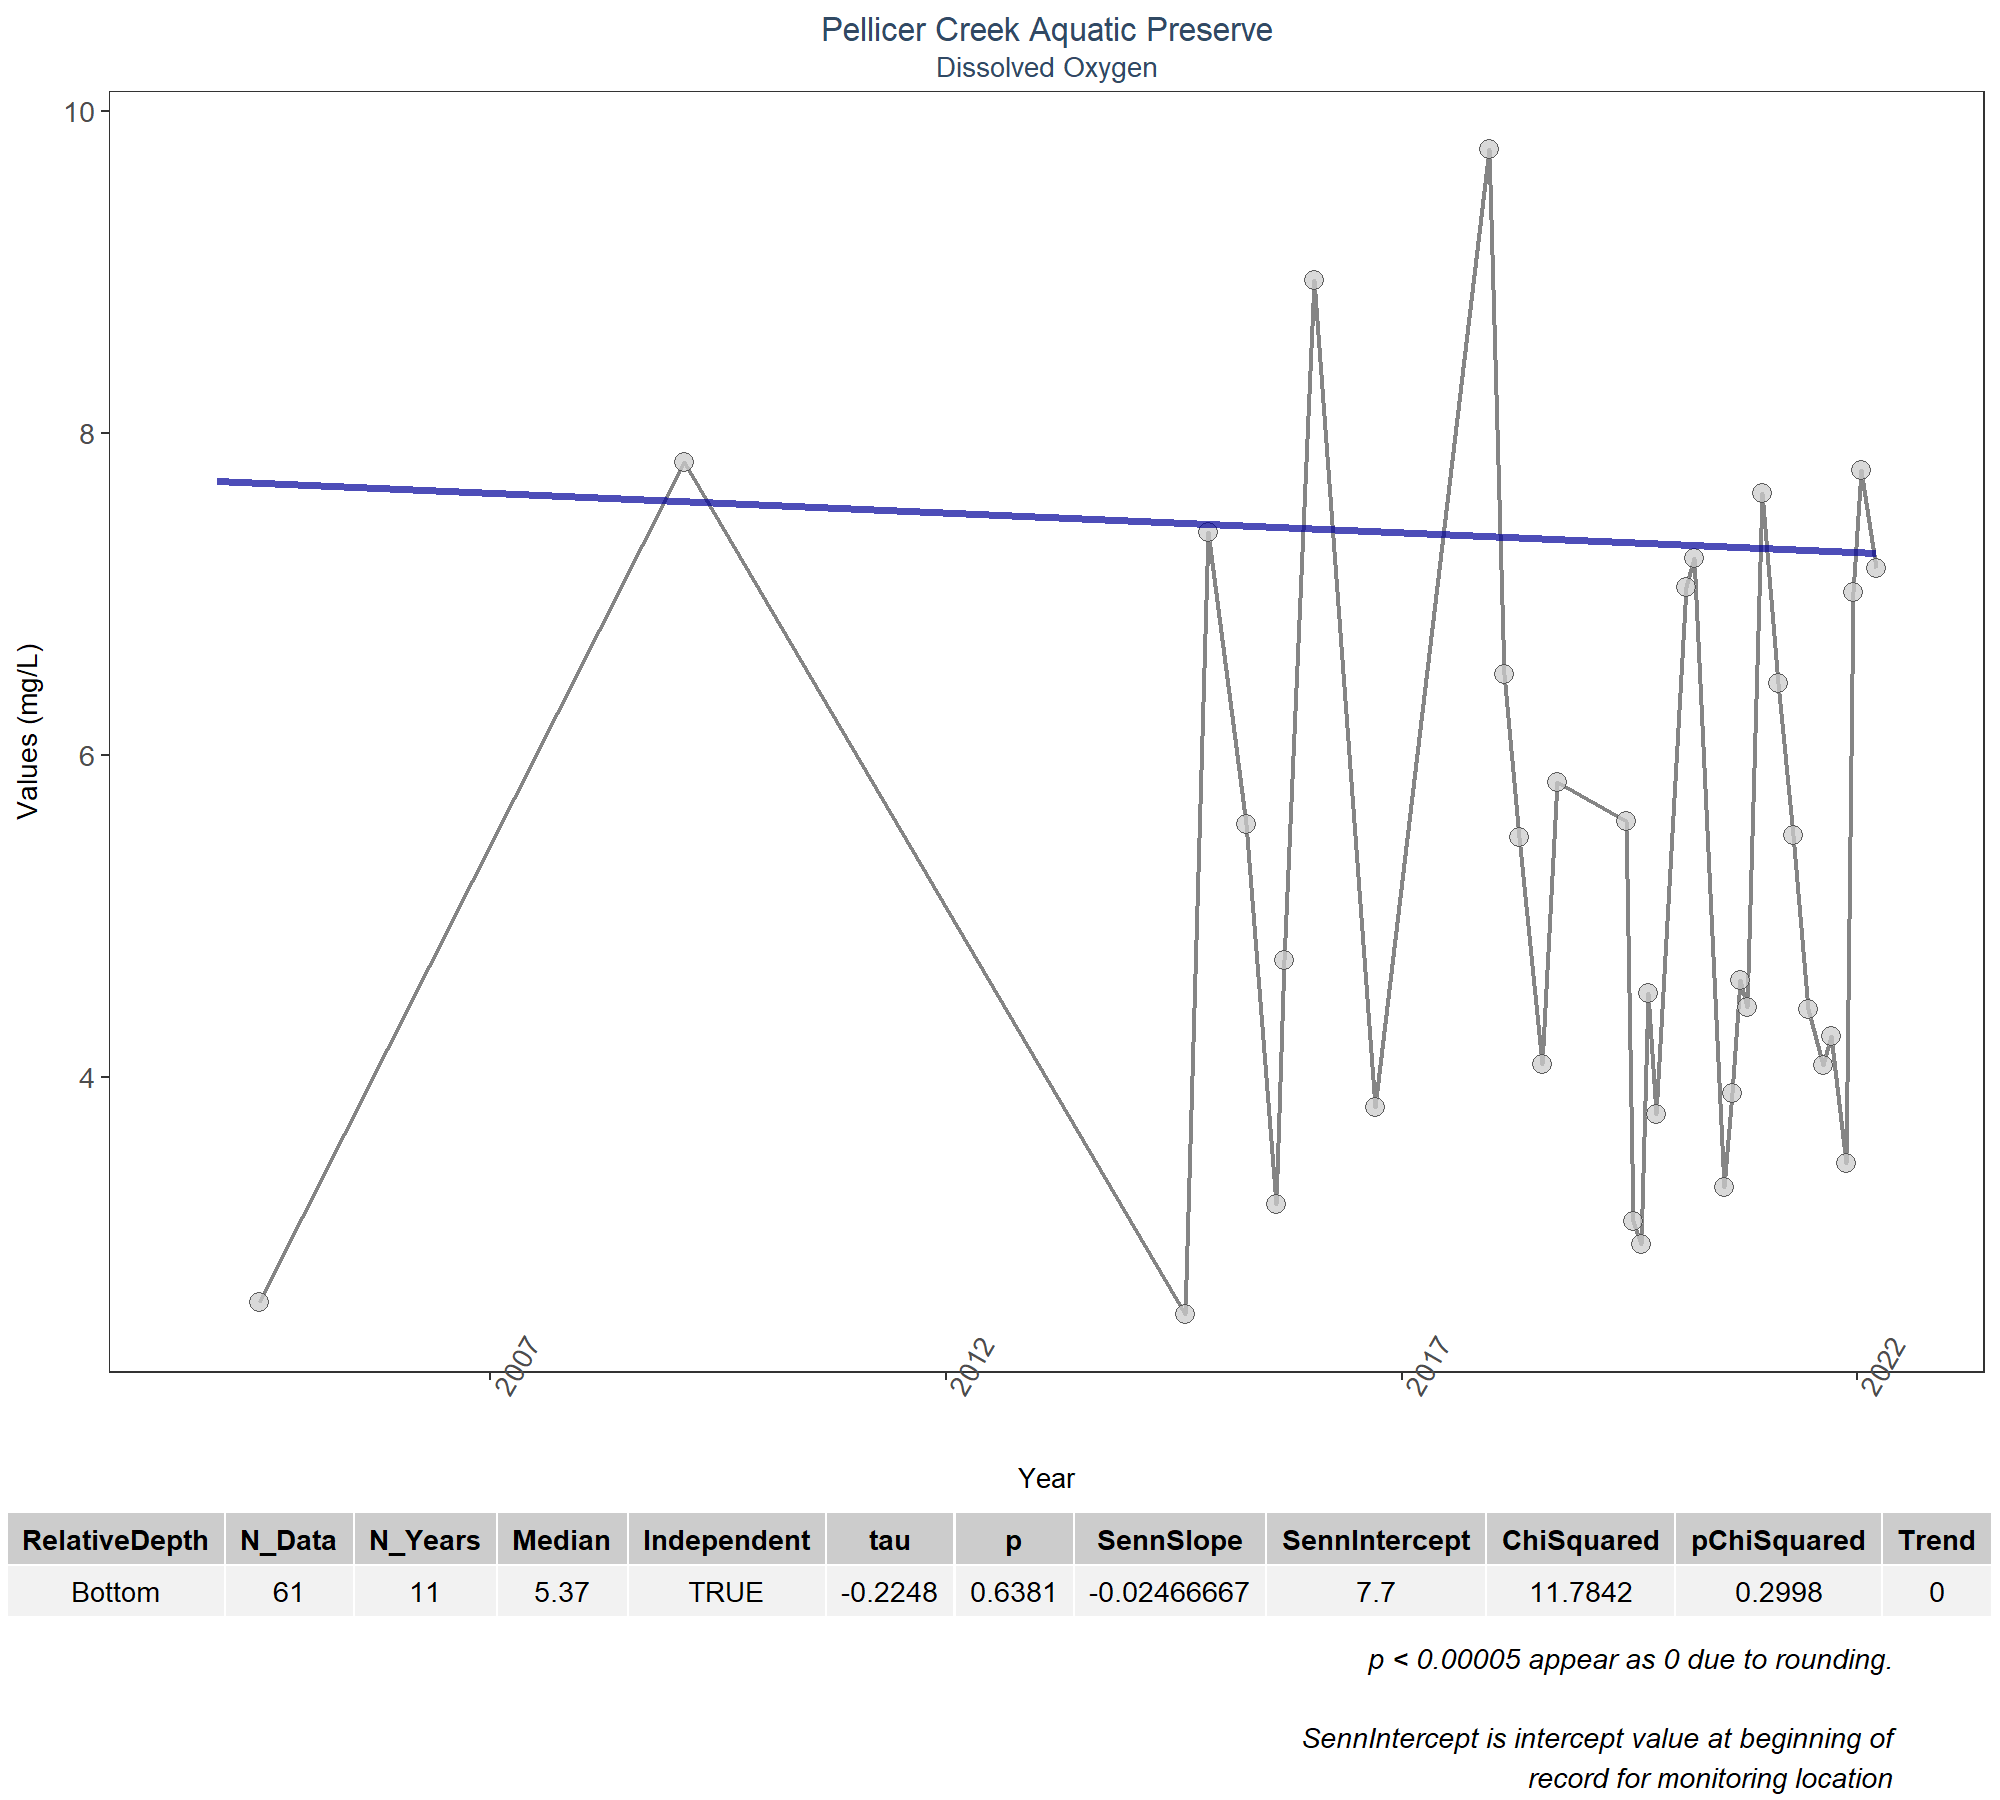 Pellicer Creek Aquatic Preserve
Dissolved Oxygen
10
8
6
4
Values (mg/L)
2007 2012 2017 2022
Year
RelativeDepth N_Data N_Years Median Independent tau p SennSlope SennIntercept ChiSquared pChiSquared Trend
Bottom 61 11 5.37 TRUE -0.2248 0.6381 -0.02466667 7.7 11.7842 0.2998 0
p < 0.00005 appear as 0 due to rounding.
SennIntercept is intercept value at beginning of
record for monitoring location